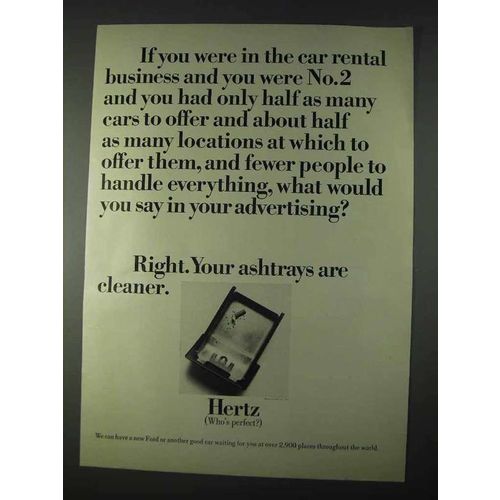 If you were in the car rental
business and you were No.2
and you had only half as many
cars to offer and about half
as many locations at which to
offer them, and fewer people to
handle everything, what would
you say in your advertising?
Right. Your ashtrays are
cleaner.
Hertz
(Who's perfect?)
We can have a new Ford or another good car waiting for you at over 2,900 places throughout the world.